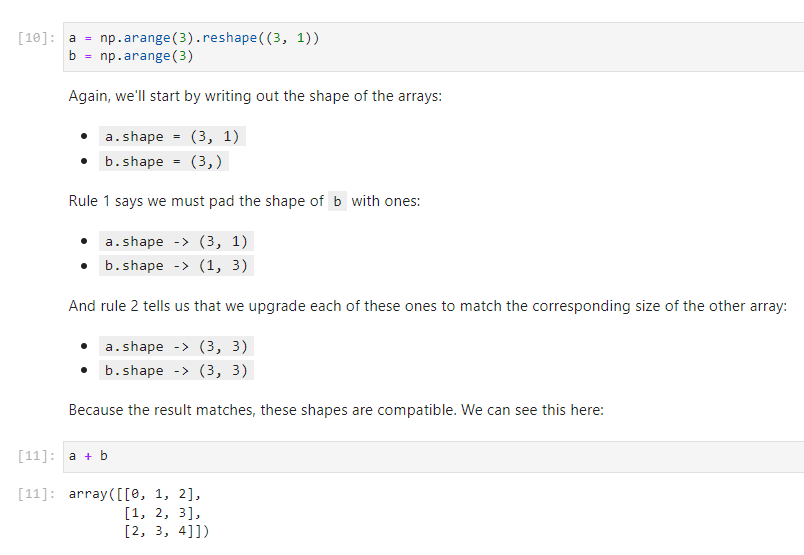 [10]: a = np.arange(3).reshape((3, 1))
b = np.arange(3)
Again, we'll start by writing out the shape of the arrays:
• a.shape = (3, 1)
• b.shape = (3,)
Rule 1 says we must pad the shape of b with ones:
• a.shape -> (3, 1)
• b.shape -> (1, 3)
And rule 2 tells us that we upgrade each of these ones to match the corresponding size of the other array:
• a.shape -> (3, 3)
• b.shape -> (3, 3)
Because the result matches, these shapes are compatible. We can see this here:
[11]: a + b
[11]: array([[0, 1, 2],
[1, 2, 3],
[2, 3, 4]])